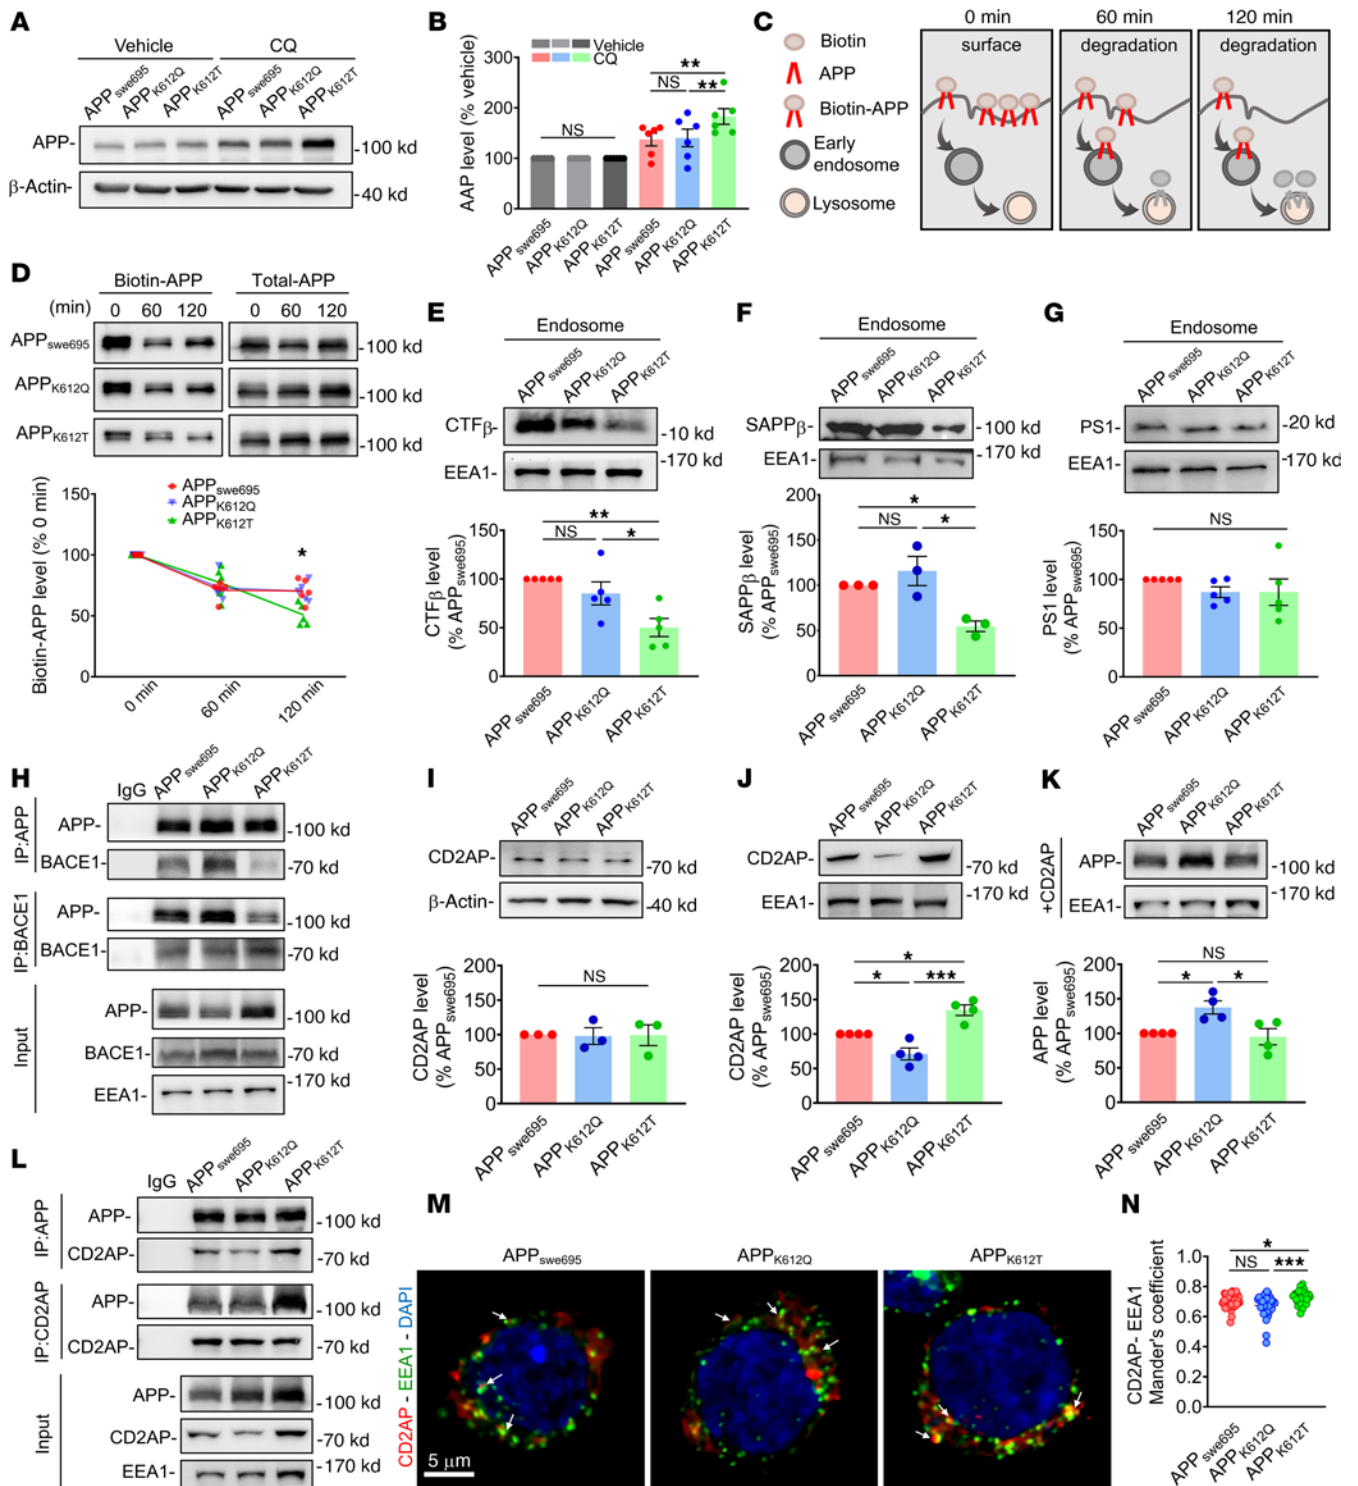 A
Vehicle CQ
APPswe695 APPK612Q APPK612T APPswe695 APPK612Q APPK612T
APP- -100 kd
β-Actin- -40 kd
B
Vehicle
CQ
AAP level (% vehicle)
300
200
100
0
NS
NS
**
**
APPswe695 APPK612Q APPK612T APPswe695 APPK612Q APPK612T
C
Biotin
APP
Biotin-APP
Early
endosome
Lysosome
0 min 60 min 120 min
surface degradation degradation
D
Biotin-APP Total-APP
(min) 0 60 120 0 60 120
APPswe695 -100 kd
APPK612Q -100 kd
APPK612T -100 kd
Biotin-APP level (% 0 min)
150
100
50
0
APPswe695
APPK612Q
APPK612T
*
0 min 60 min 120 min
E
Endosome
APPswe695 APPK612Q APPK612T
CTFβ- -10 kd
EEA1- -170 kd
CTFβ level
(% APPswe695)
150
100
50
0
**
NS *
APPswe695 APPK612Q APPK612T
F
Endosome
APPswe695 APPK612Q APPK612T
SAPPβ- -100 kd
EEA1- -170 kd
SAPPβ level
(% APPswe695)
200
150
100
50
0
*
NS *
APPswe695 APPK612Q APPK612T
G
Endosome
APPswe695 APPK612Q APPK612T
PS1- -20 kd
EEA1- -170 kd
PS1 level
(% APPswe695)
150
100
50
0
NS
APPswe695 APPK612Q APPK612T
H
IgG APPswe695 APPK612Q APPK612T
IP:APP
APP- -100 kd
BACE1- -70 kd
IP:BACE1
APP- -100 kd
BACE1- -70 kd
Input
APP- -100 kd
BACE1- -70 kd
EEA1- -170 kd
I
APPswe695 APPK612Q APPK612T
CD2AP- -70 kd
β-Actin- -40 kd
CD2AP level
(% APPswe695)
200
150
100
50
0
NS
APPswe695 APPK612Q APPK612T
J
APPswe695 APPK612Q APPK612T
CD2AP- -70 kd
EEA1- -170 kd
CD2AP level
(% APPswe695)
200
150
100
50
0
*
* ***
APPswe695 APPK612Q APPK612T
K
APPswe695 APPK612Q APPK612T
+CD2AP
APP- -100 kd
EEA1- -170 kd
APP level
(% APPswe695)
200
150
100
50
0
NS
* *
APPswe695 APPK612Q APPK612T
L
IgG APPswe695 APPK612Q APPK612T
IP:APP
APP- -100 kd
CD2AP- -70 kd
IP:CD2AP
APP- -100 kd
CD2AP- -70 kd
Input
APP- -100 kd
CD2AP- -70 kd
EEA1- -170 kd
M
APPswe695 APPK612Q APPK612T
CD2AP - EEA1 - DAPI
5 μm
N
CD2AP- EEA1
Mander's coefficient
1.0
0.8
0.6
0.4
0.2
0.0
*
NS ***
APPswe695 APPK612Q APPK612T